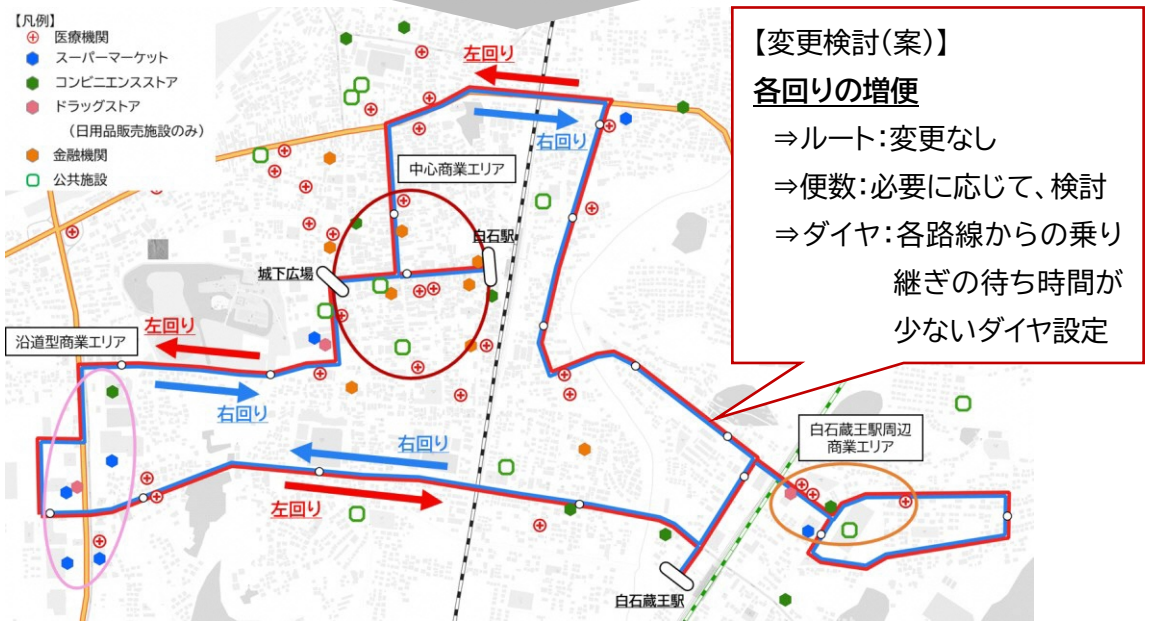 【凡例】
医療機関
スーパーマーケット
コンビニエンスストア
ドラッグストア
（日用品販売施設のみ）
金融機関
公共施設
左回り
右回り
中心商業エリア
白石駅
城下広場
沿道型商業エリア
左回り
右回り
右回り
左回り
白石蔵王駅周辺
商業エリア
白石蔵王駅
【変更検討（案）】
各回りの増便
⇒ルート：変更なし
⇒便数：必要に応じて、検討
⇒ダイヤ：各路線からの乗り
継ぎの待ち時間が
少ないダイヤ設定